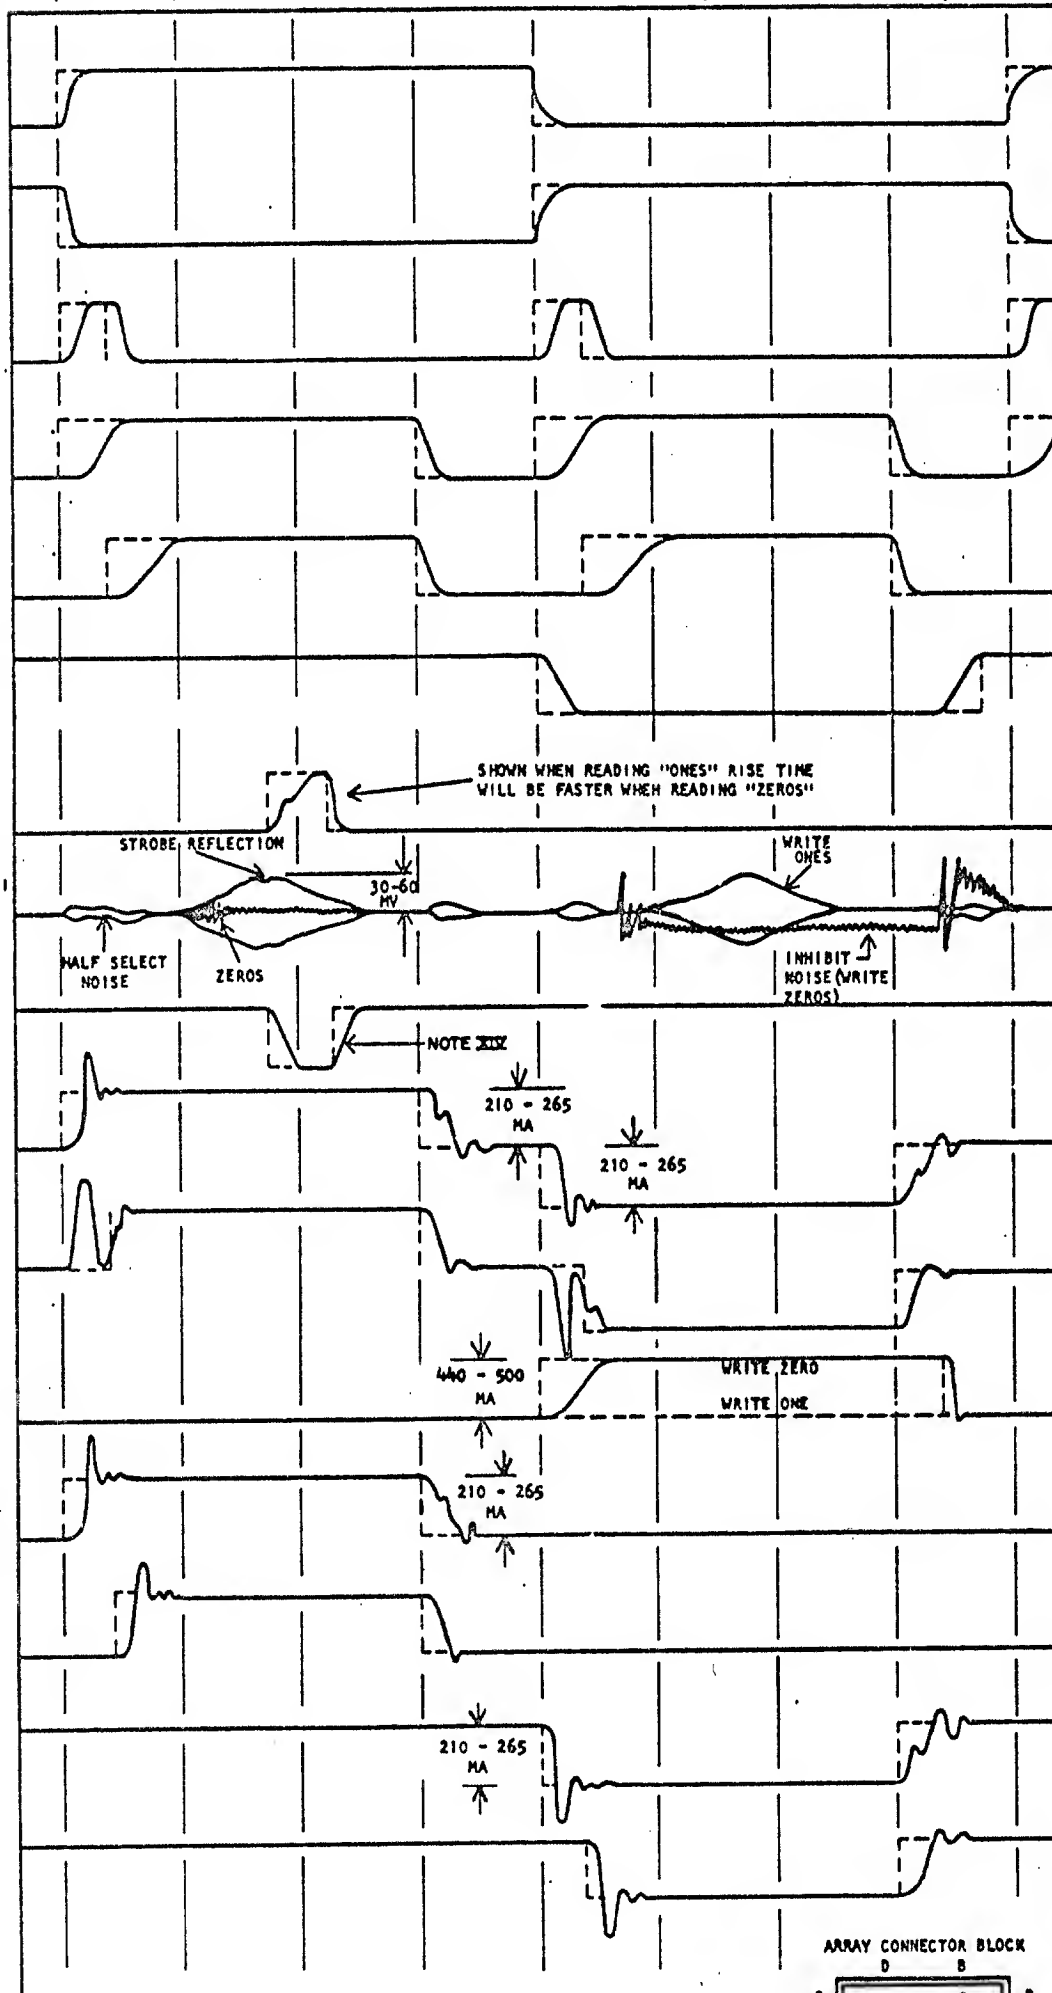 SHOWN WHEN READING "ONES" RISE TIME
WILL BE FASTER WHEN READING "ZEROS"
STROBE REFLECTION
WRITE
ONES
30-60
MV
HALF SELECT
NOISE
ZEROS
INHIBIT
NOISE (WRITE
ZEROS)
NOTE XIV
210 - 265
MA
210 - 265
MA
440 - 500
MA
WRITE ZERO
WRITE ONE
210 - 265
MA
210 - 265
MA
ARRAY CONNECTOR BLOCK
D B